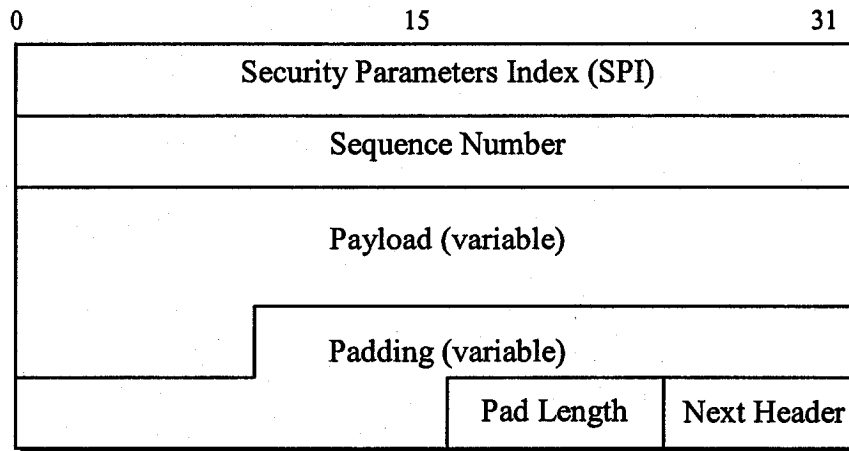 0 15 31
Security Parameters Index (SPI)
Sequence Number
Payload (variable)
Padding (variable)
Pad Length Next Header